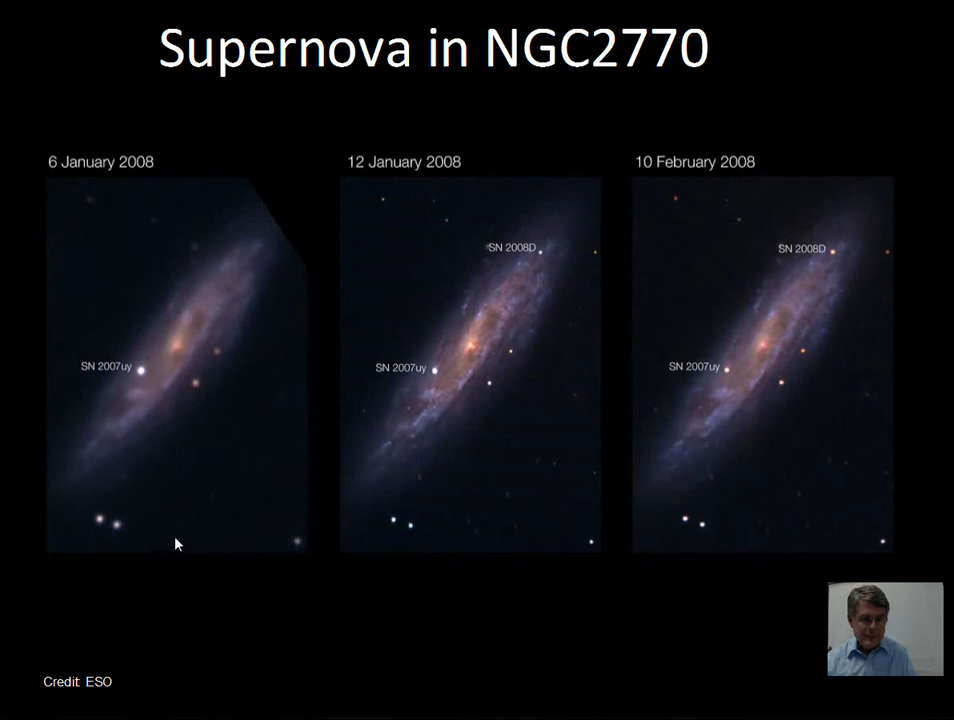 Supernova in NGC2770
6 January 2008
12 January 2008
10 February 2008
SN 2007uy
SN 2008D
SN 2007uy
SN 2008D
SN 2007uy
Credit: ESO